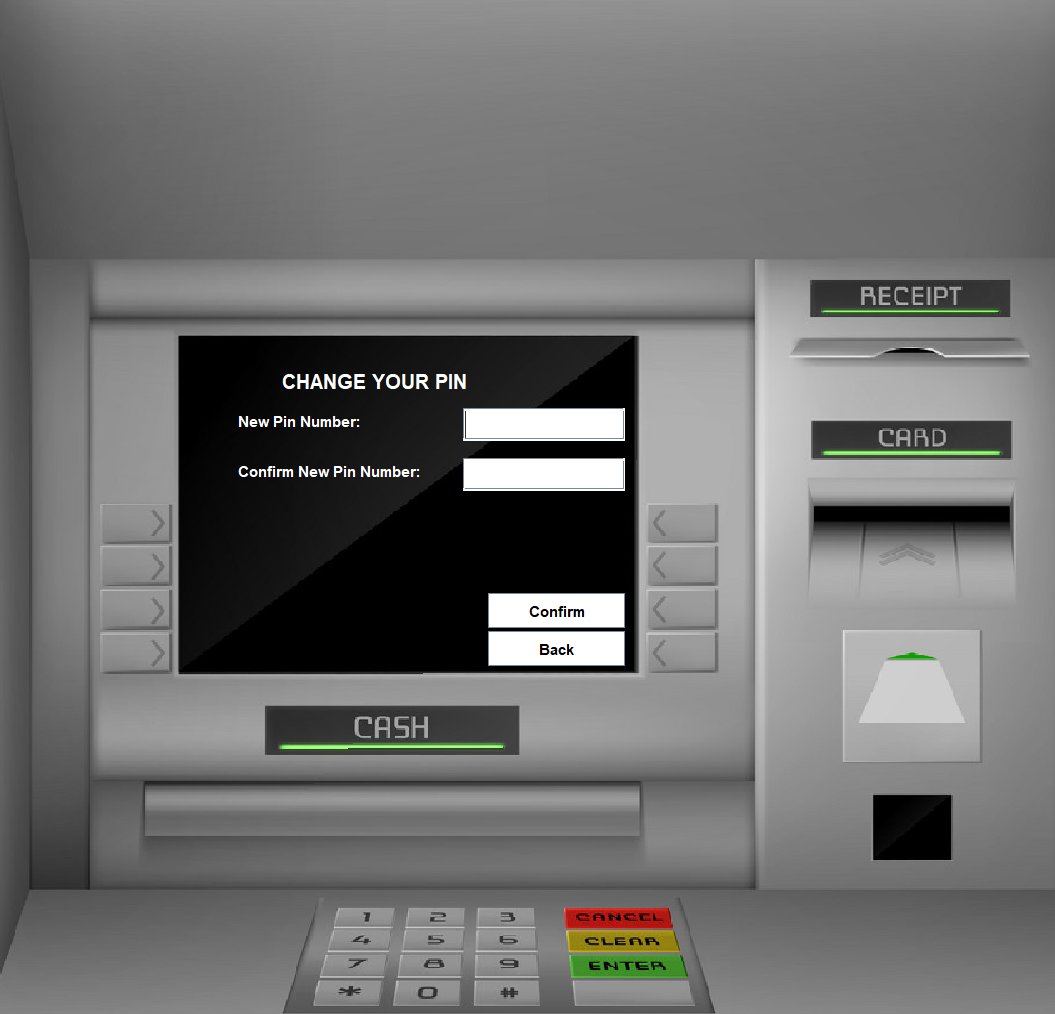 RECEIPT
CHANGE YOUR PIN
New Pin Number:
CARD
Confirm New Pin Number:
Confirm
Back
CASH
1 2 3 CANCEL
4 5 6 CLEAR
7 8 9 ENTER
* 0 #